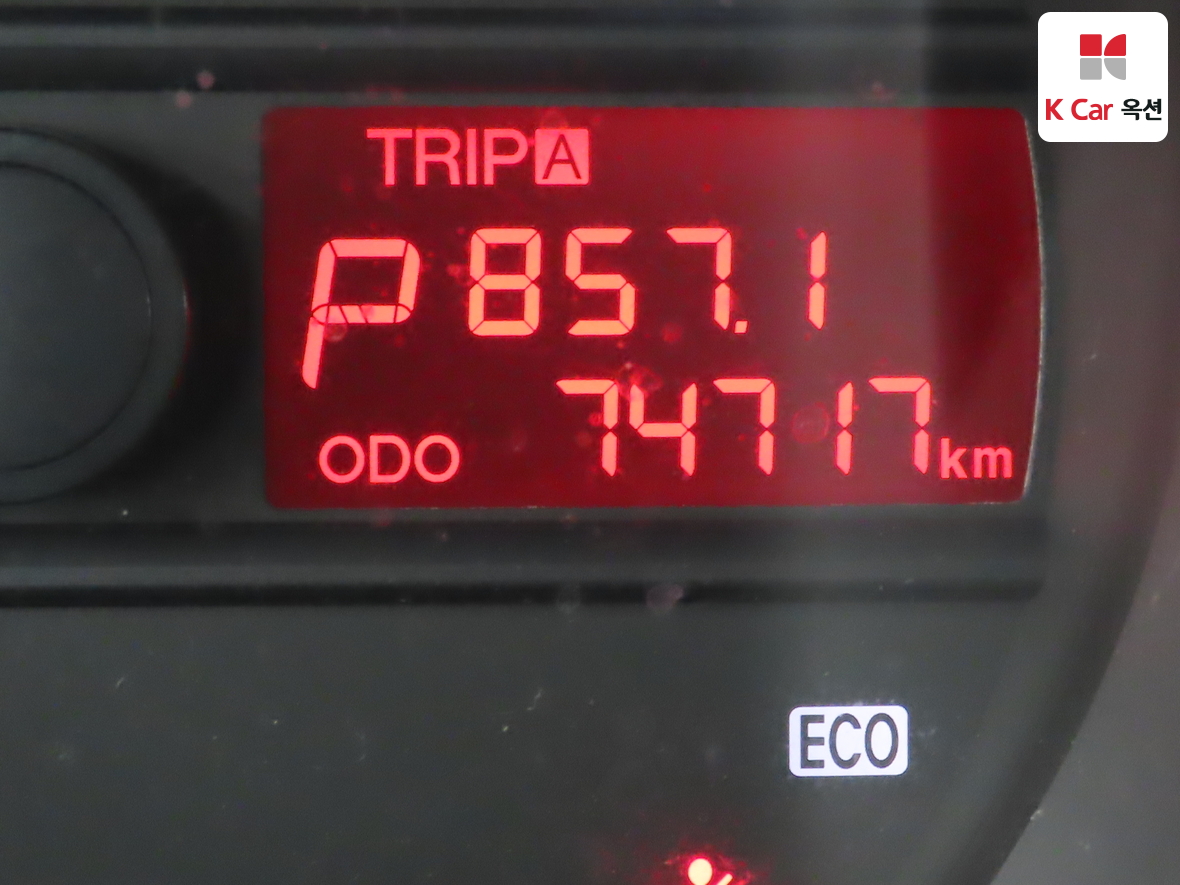 K Car 옥션
TRIP A
P 857.1
ODO 74717 km
ECO